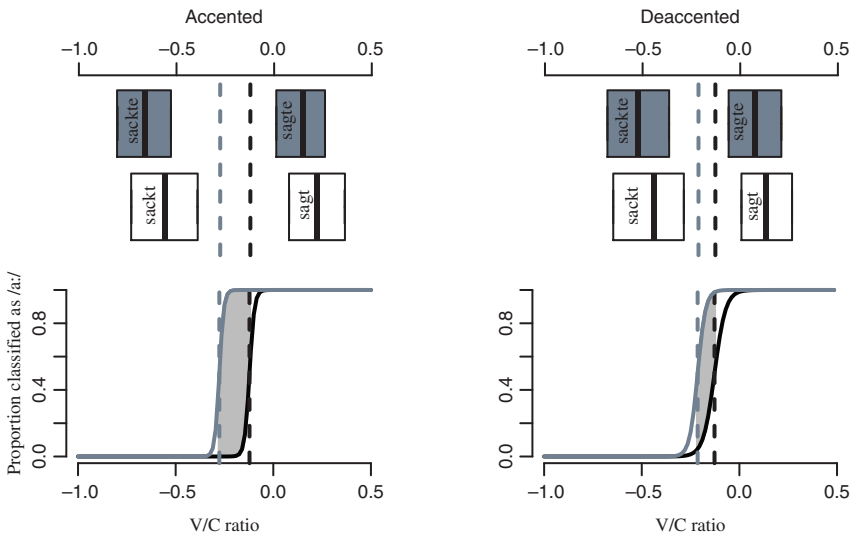 Accented
−1.0 −0.5 0.0 0.5
sackte sagte
sackt sagt
Proportion classified as /a:/
0.8
0.4
0.0
−1.0 −0.5 0.0 0.5
V/C ratio
Deaccented
−1.0 −0.5 0.0 0.5
sackte sagte
sackt sagt
0.8
0.4
0.0
−1.0 −0.5 0.0 0.5
V/C ratio